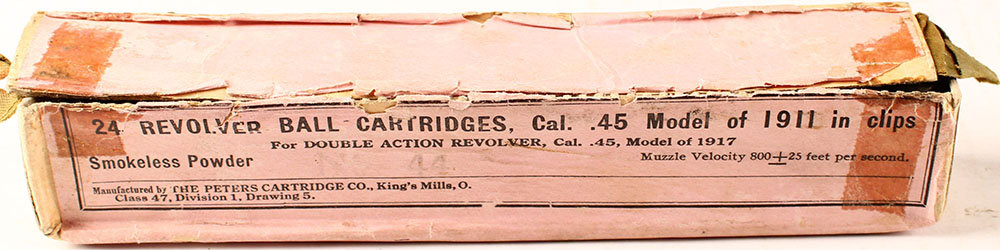 24 REVOLVER BALL CARTRIDGES, Cal. .45 Model of 1911 in clips
For DOUBLE ACTION REVOLVER, Cal. .45, Model of 1917
Smokeless Powder
Muzzle Velocity 800±25 feet per second.
Manufactured by THE PETERS CARTRIDGE CO., King's Mills, O.
Class 47, Division 1, Drawing 5.